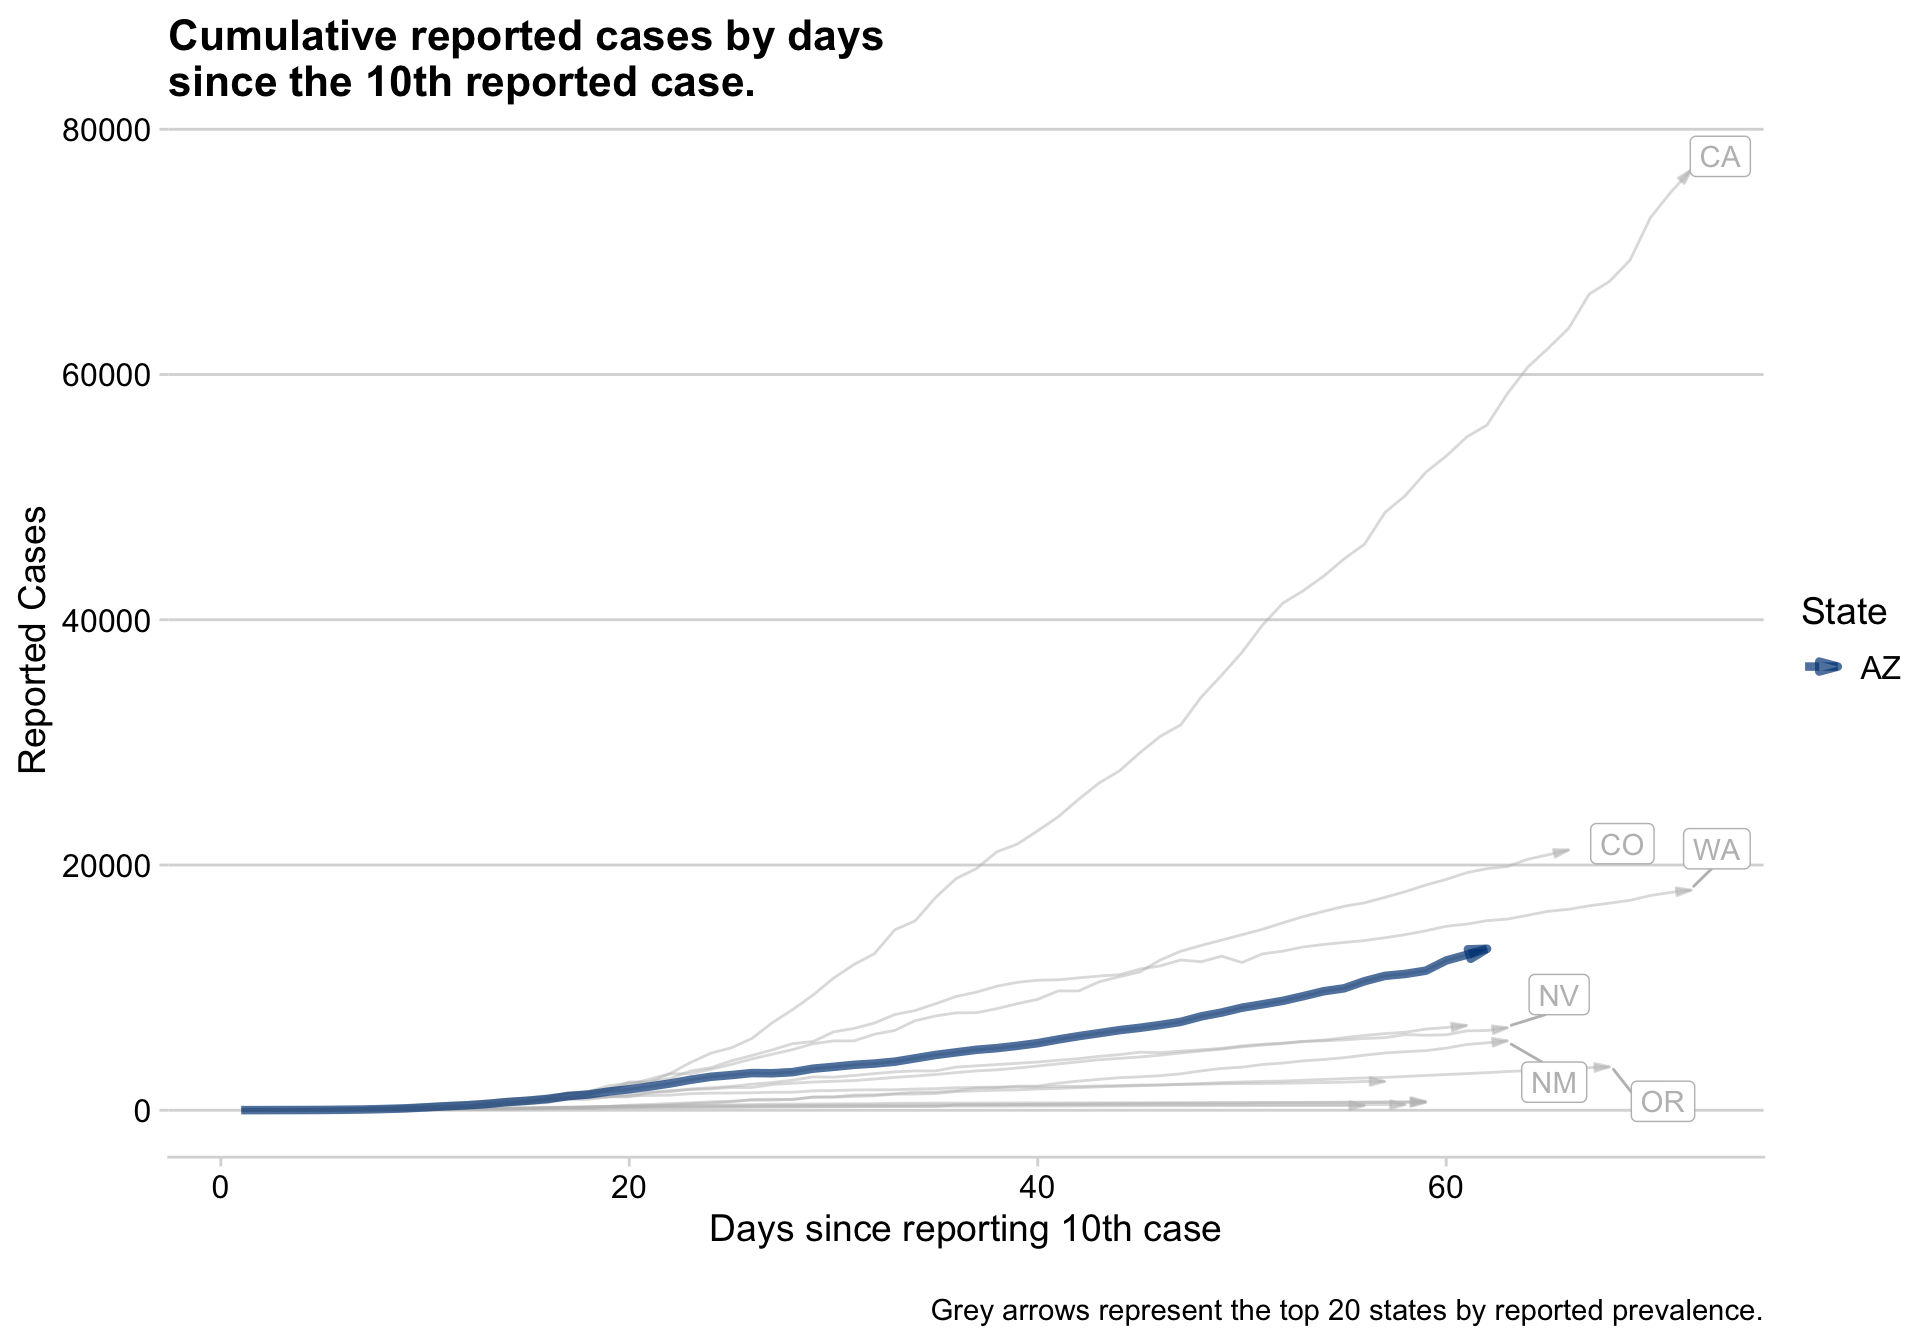 Cumulative reported cases by days
since the 10th reported case.
80000
60000
40000
20000
0
Reported Cases
CA
CO
WA
NV
NM
OR
State
AZ
0
20
40
60
Days since reporting 10th case
Grey arrows represent the top 20 states by reported prevalence.